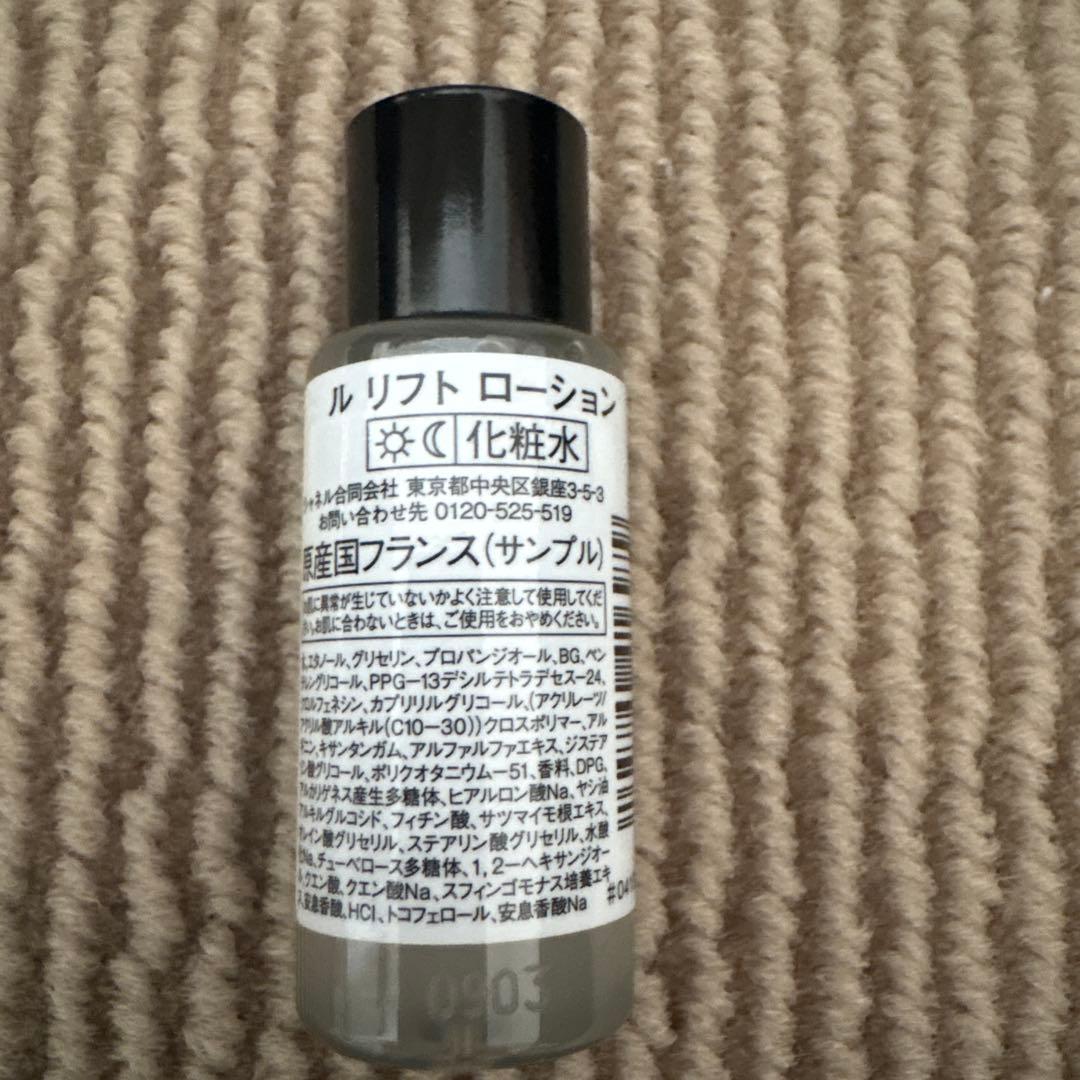 ル リフト ローション
化粧水
シャネル合同会社 東京都中央区銀座3-5-3
お問い合わせ先 0120-525-519
原産国フランス(サンプル)
お肌に異常が生じていないかよく注意して使用してくだ
さい。お肌に合わないときは、ご使用をおやめください。
水、エタノール、グリセリン、プロパンジオール、BG、ペン
チレングリコール、PPG-13デシルテトラデセス-24、
クロルフェネシン、カプリリルグリコール、(アクリレーツ/
アクリル酸アルキル(C10-30))クロスポリマー、アル
ギニン、キサンタンガム、アルファルファエキス、ジステア
リン酸グリコール、ポリクオタニウム-51、香料、DPG、
アルカリゲネス産生多糖体、ヒアルロン酸Na、ヤシ油
アルキルグルコシド、フィチン酸、サツマイモ根エキス、
オレイン酸グリセリル、ステアリン酸グリセリル、水酸
化Na、チューベロース多糖体、1,2-ヘキサンジオー
ル、クエン酸、クエン酸Na、スフィンゴモナス培養エキ
ス、安息香酸、HCl、トコフェロール、安息香酸Na
0903